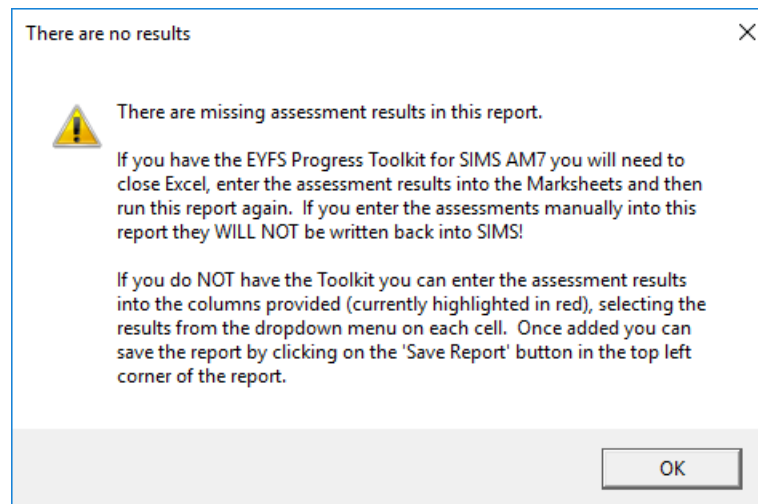 There are no results
There are missing assessment results in this report.
If you have the EYFS Progress Toolkit for SIMS AM7 you will need to
close Excel, enter the assessment results into the Marksheets and then
run this report again.  If you enter the assessments manually into this
report they WILL NOT be written back into SIMS!
If you do NOT have the Toolkit you can enter the assessment results
into the columns provided (currently highlighted in red), selecting the
results from the dropdown menu on each cell.  Once added you can
save the report by clicking on the 'Save Report' button in the top left
corner of the report.
OK